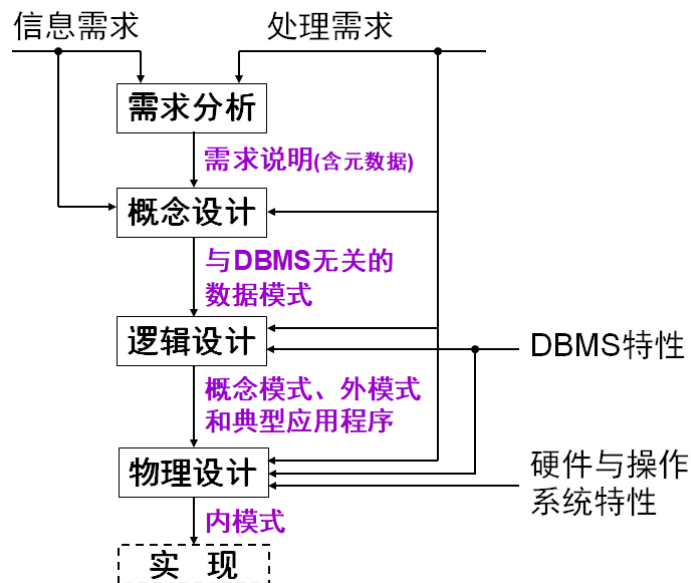 信息需求
处理需求
需求分析
需求说明(含元数据)
概念设计
与DBMS无关的
数据模式
逻辑设计
DBMS特性
概念模式、外模式
和典型应用程序
物理设计
硬件与操作
系统特性
内模式
实 现